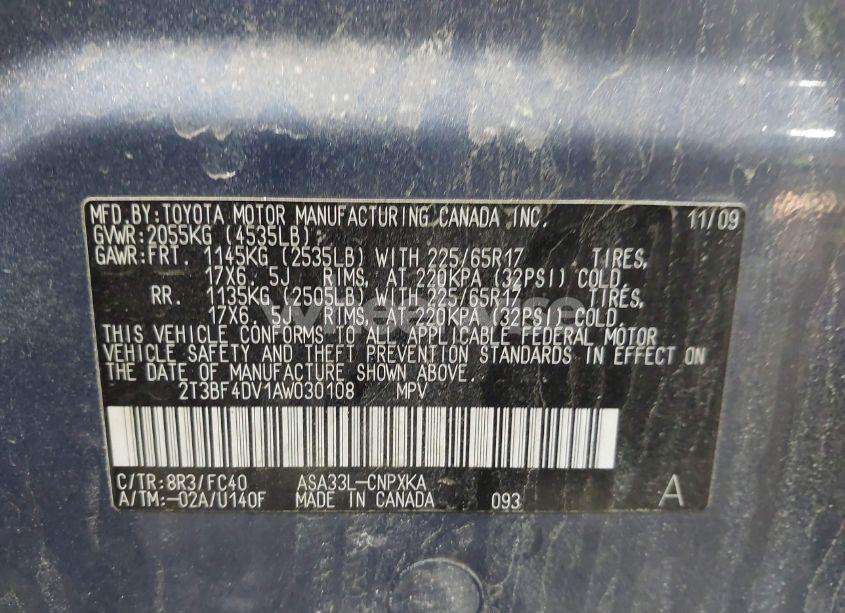 MFD.BY:TOYOTA MOTOR MANUFACTURING CANADA INC. 11/09
GVWR:2055KG (4535LB)
GAWR:FRT. 1145KG (2535LB) WITH 225/65R17 TIRES,
17X6. 5J RIMS, AT 220KPA (32PSI) COLD
RR. 1135KG (2505LB) WITH 225/65R17 TIRES,
17X6. 5J RIMS, AT 220KPA (32PSI) COLD
THIS VEHICLE CONFORMS TO ALL APPLICABLE FEDERAL MOTOR
VEHICLE SAFETY AND THEFT PREVENTION STANDARDS IN EFFECT ON
THE DATE OF MANUFACTURE SHOWN ABOVE.
2T3BF4DV1AW030108 MPV
C/TR:8R3/FC40 ASA33L-CNPXKA
A/TM:-02A/U140F MADE IN CANADA 093 A